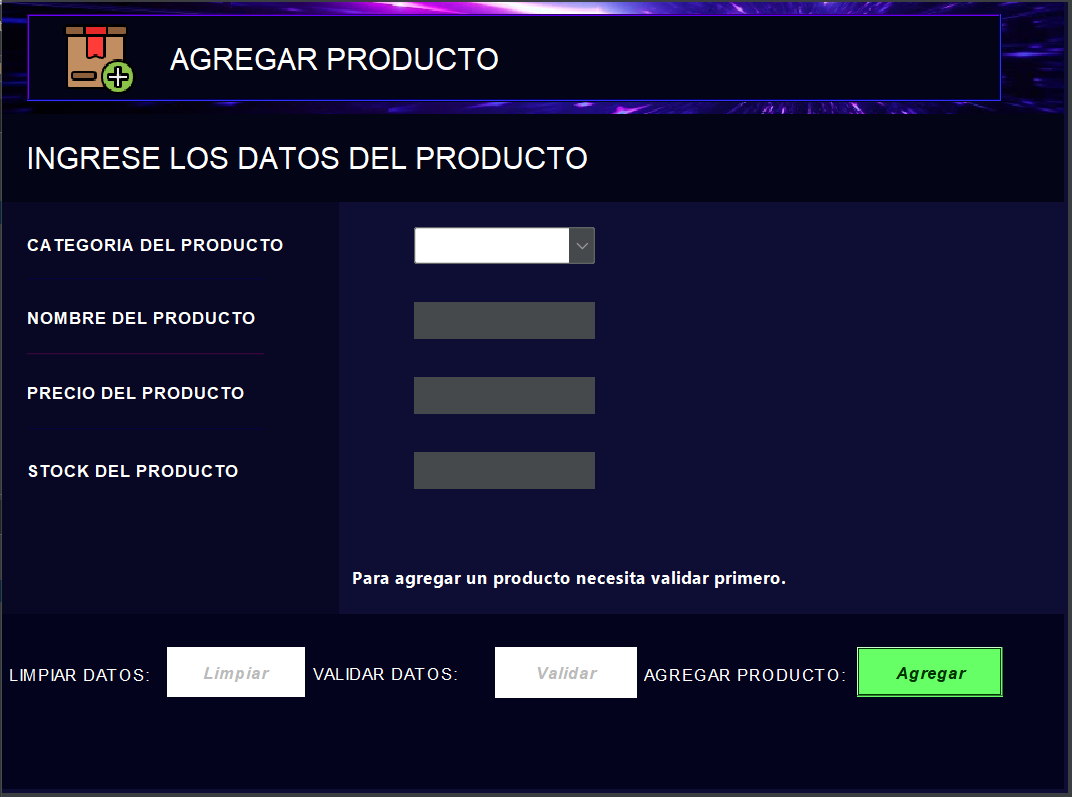 AGREGAR PRODUCTO
INGRESE LOS DATOS DEL PRODUCTO
CATEGORIA DEL PRODUCTO
NOMBRE DEL PRODUCTO
PRECIO DEL PRODUCTO
STOCK DEL PRODUCTO
Para agregar un producto necesita validar primero.
LIMPIAR DATOS: Limpiar VALIDAR DATOS: Validar AGREGAR PRODUCTO: Agregar